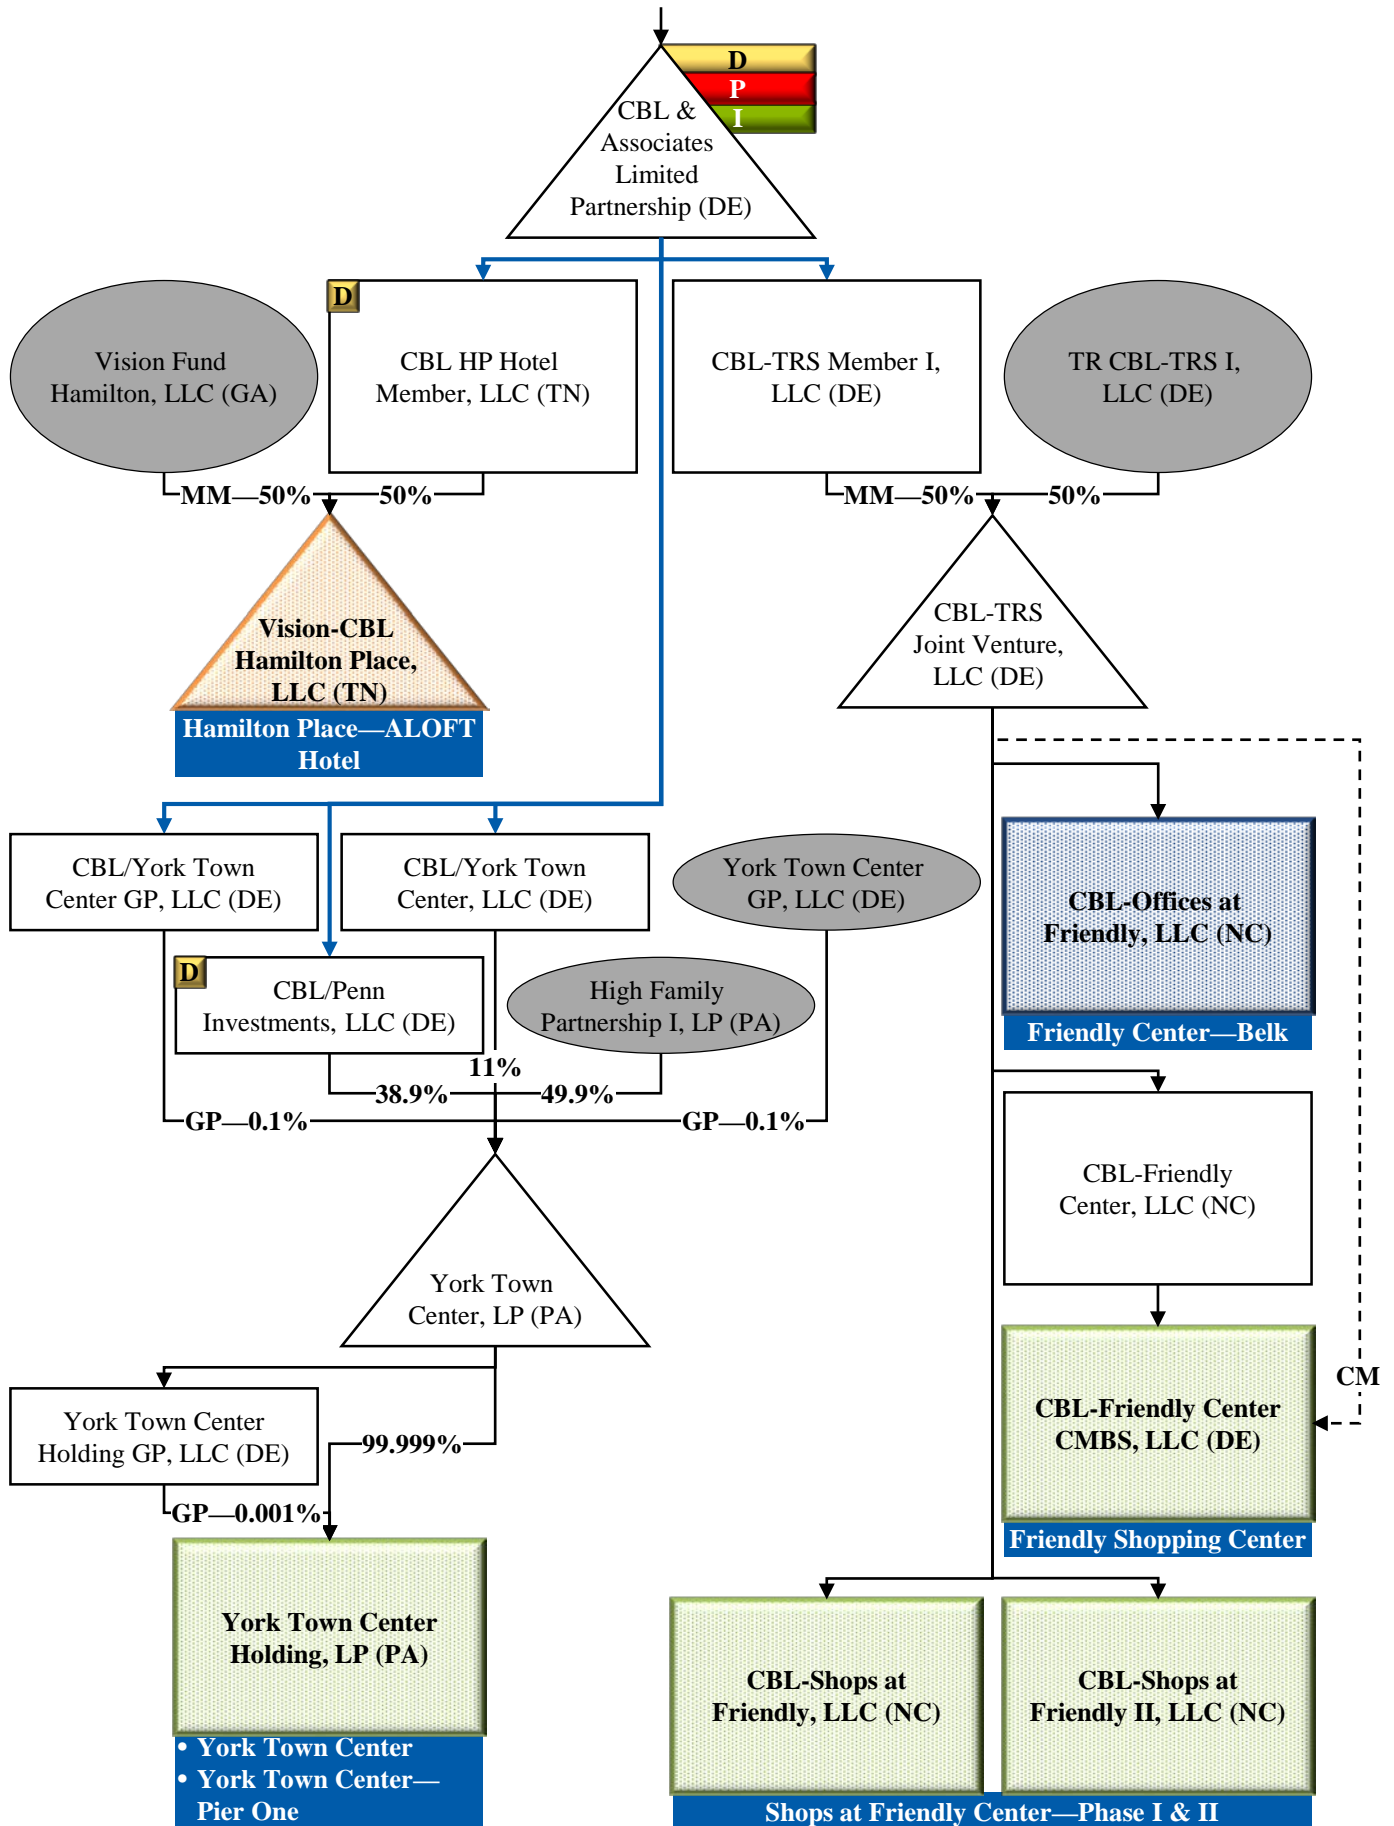 D
P
I
CBL &
Associates
Limited
Partnership (DE)
Vision Fund
Hamilton, LLC (GA)
D
CBL HP Hotel
Member, LLC (TN)
CBL-TRS Member I,
LLC (DE)
TR CBL-TRS I,
LLC (DE)
MM—50%
50%
MM—50%
50%
Vision-CBL
Hamilton Place,
LLC (TN)
Hamilton Place—ALOFT
Hotel
CBL-TRS
Joint Venture,
LLC (DE)
CBL/York Town
Center GP, LLC (DE)
CBL/York Town
Center, LLC (DE)
York Town Center
GP, LLC (DE)
D
CBL/Penn
Investments, LLC (DE)
High Family
Partnership I, LP (PA)
11%
38.9%
49.9%
GP—0.1%
GP—0.1%
CBL-Offices at
Friendly, LLC (NC)
Friendly Center—Belk
CBL-Friendly
Center, LLC (NC)
York Town
Center, LP (PA)
CM
CBL-Friendly Center
CMBS, LLC (DE)
Friendly Shopping Center
York Town Center
Holding GP, LLC (DE)
99.999%
GP—0.001%
York Town Center
Holding, LP (PA)
• York Town Center
• York Town Center—
Pier One
CBL-Shops at
Friendly, LLC (NC)
CBL-Shops at
Friendly II, LLC (NC)
Shops at Friendly Center—Phase I & II